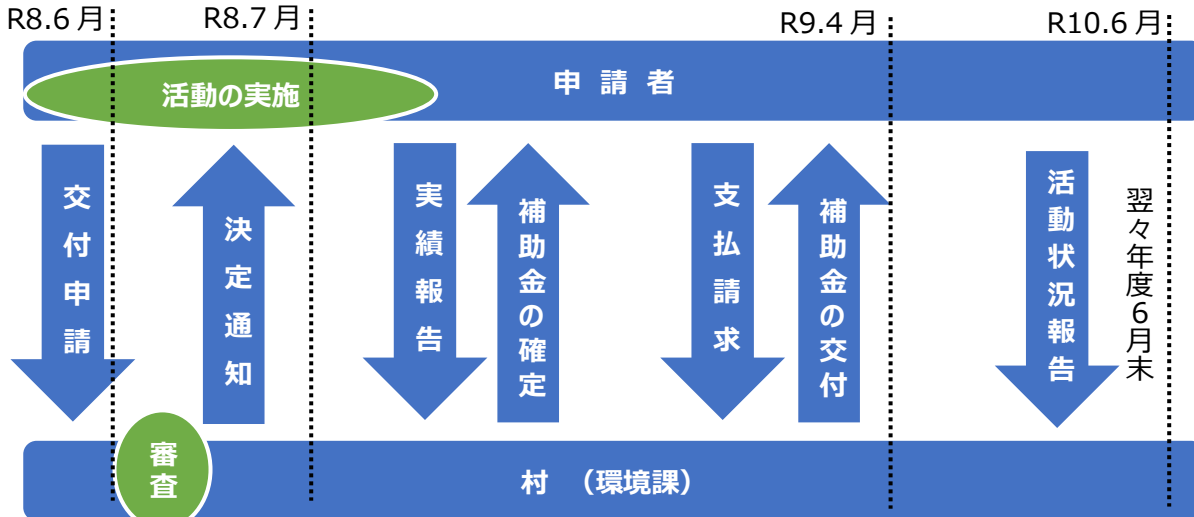 R8.6月
R8.7月
R9.4月
R10.6月
申請者
活動の実施
交付申請
決定通知
実績報告
補助金の確定
支払請求
補助金の交付
活動状況報告
翌々年度6月末
審査
村 （環境課）